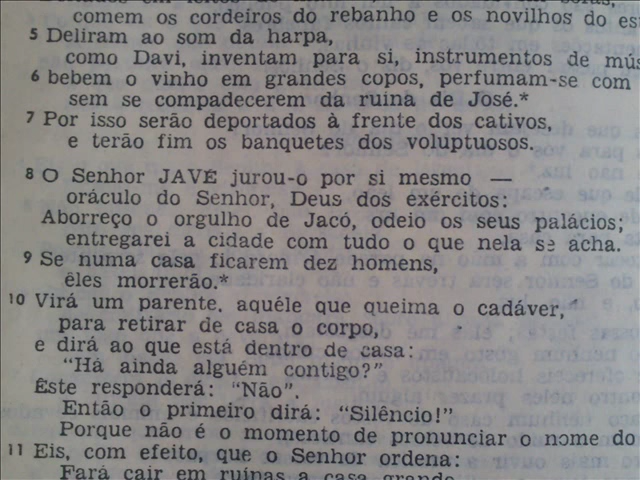 comem os cordeiros do rebanho e os novilhos do es
5 Deliram ao som da harpa,
como Davi, inventam para si, instrumentos de mús
6 bebem o vinho em grandes copos, perfumam-se com
sem se compadecerem da ruina de José.*
7 Por isso serão deportados à frente dos cativos,
e terão fim os banquetes dos voluptuosos.
8 O Senhor JAVÉ jurou-o por si mesmo —
oráculo do Senhor, Deus dos exércitos:
Aborreço o orgulho de Jacó, odeio os seus palácios;
entregarei a cidade com tudo o que nela se acha.
9 Se numa casa ficarem dez homens,
êles morrerão.*
10 Virá um parente, aquéle que queima o cadáver,
para retirar de casa o corpo,
e dirá ao que está dentro de casa:
"Há ainda alguém contigo?"
Êste responderá: "Não".
Então o primeiro dirá: "Silêncio!"
Porque não é o momento de pronunciar o nome do
11 Eis, com efeito, que o Senhor ordena:
Fará cair em ruínas a casa grande